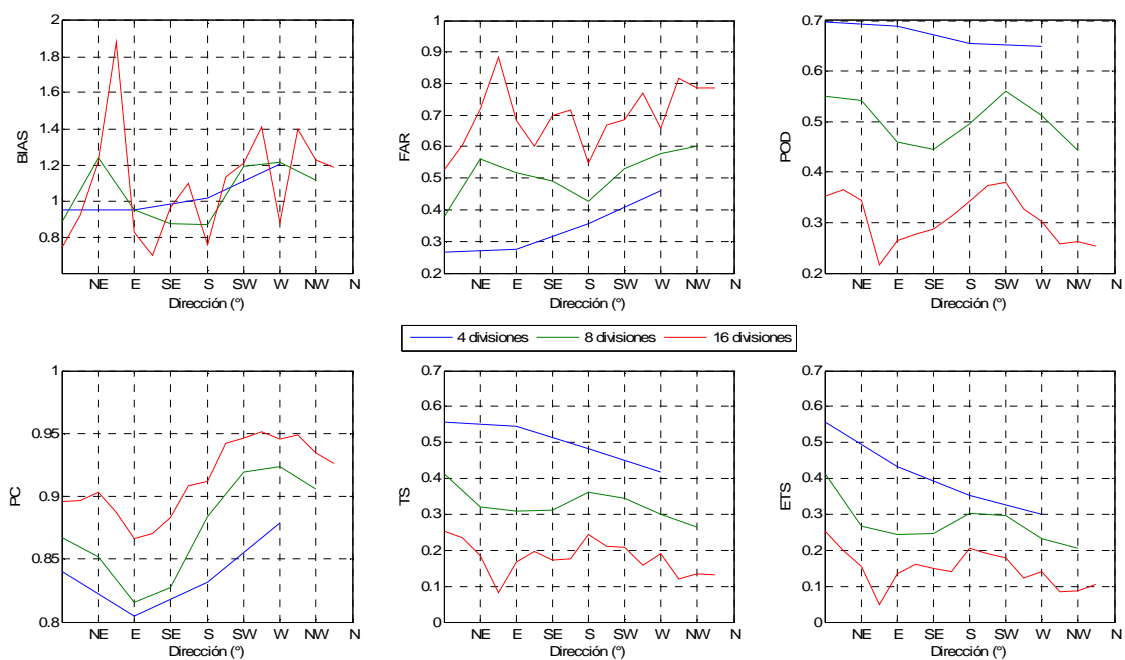 2
1.8
1.6
1.4
1.2
1
0.8
BIAS
NE E SE S SW W NW N
Dirección (°)
1
0.9
0.8
0.7
0.6
0.5
0.4
0.3
0.2
FAR
NE E SE S SW W NW N
Dirección (°)
0.7
0.6
0.5
0.4
0.3
0.2
POD
NE E SE S SW W NW N
Dirección (°)
4 divisiones 8 divisiones 16 divisiones
1
0.95
0.9
0.85
0.8
PC
NE E SE S SW W NW N
Dirección (°)
0.7
0.6
0.5
0.4
0.3
0.2
0.1
0
TS
NE E SE S SW W NW N
Dirección (°)
0.7
0.6
0.5
0.4
0.3
0.2
0.1
0
ETS
NE E SE S SW W NW N
Dirección (°)